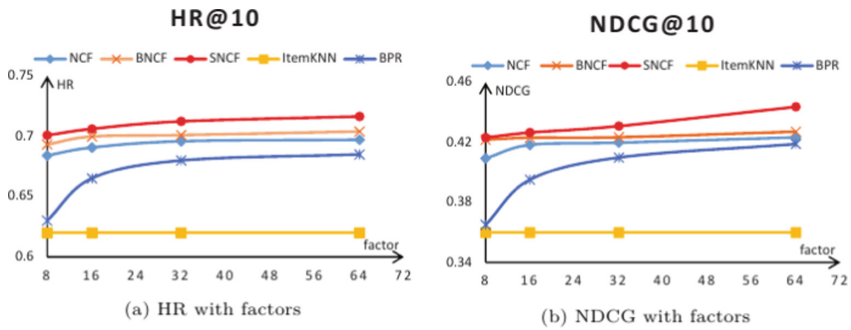 HR@10
NCF BNCF SNCF ItemKNN BPR
0.75
HR
0.7
0.65
0.6
factor
8 16 24 32 40 48 56 64 72
(a) HR with factors
NDCG@10
NCF BNCF SNCF ItemKNN BPR
0.46
NDCG
0.42
0.38
0.34
factor
8 16 24 32 40 48 56 64 72
(b) NDCG with factors